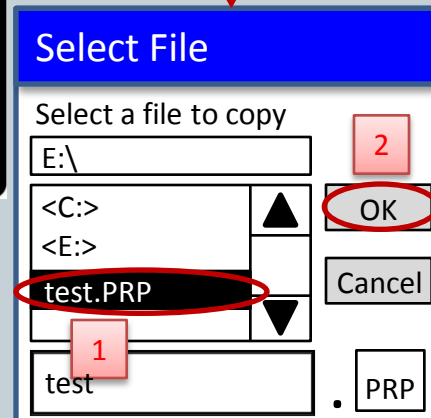 Select File
Select a file to copy
E:\
2
<C:>
OK
<E:>
test.PRP
Cancel
1
test . PRP